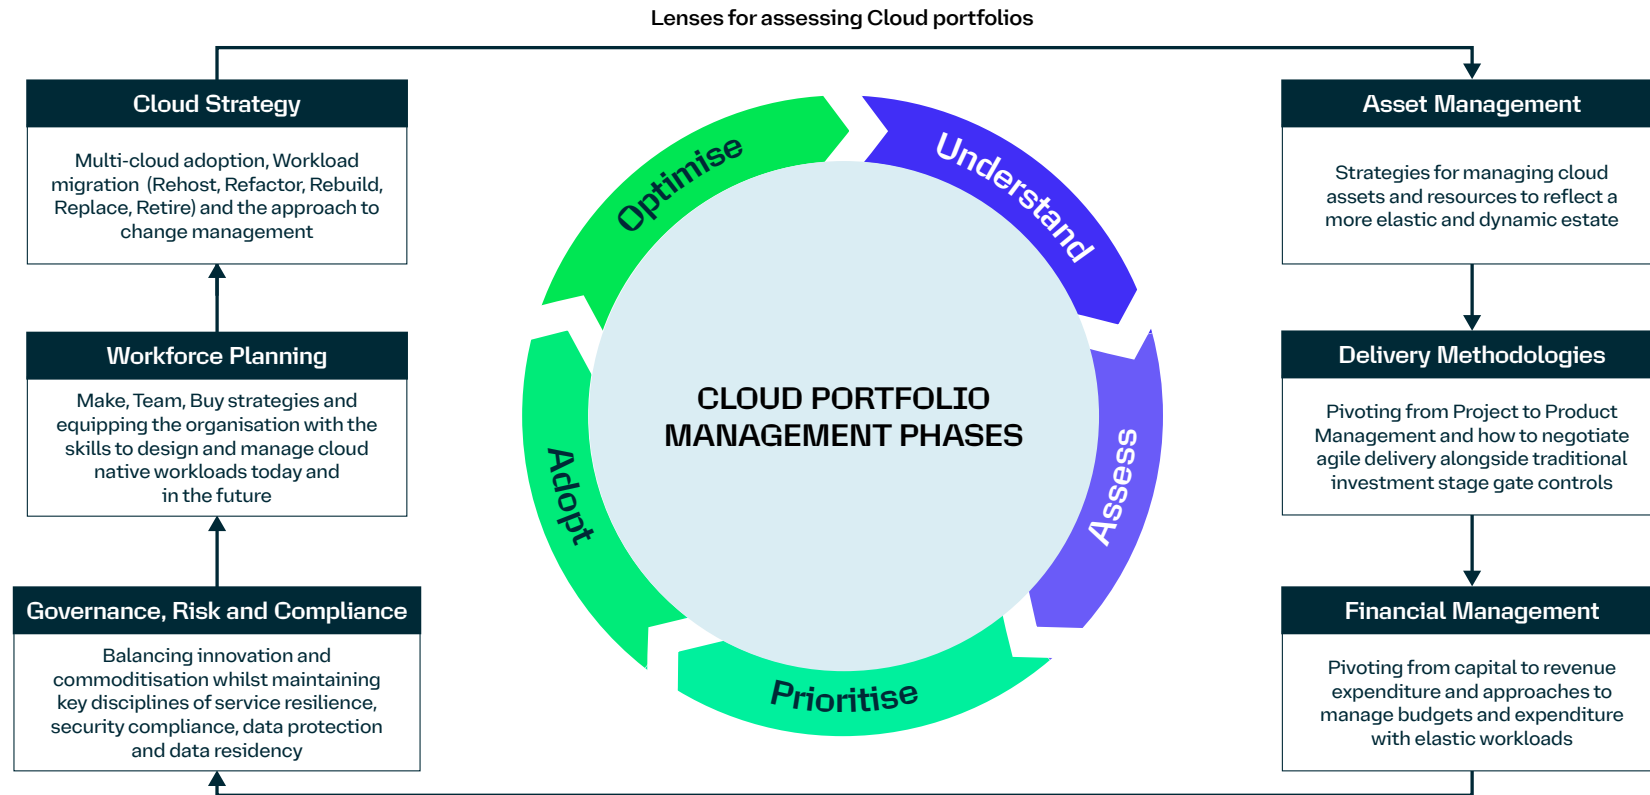 Lenses for assessing Cloud portfolios
Cloud Strategy
Multi-cloud adoption, Workload
migration (Rehost, Refactor, Rebuild,
Replace, Retire) and the approach to
change management
Workforce Planning
Make, Team, Buy strategies and
equipping the organisation with the
skills to design and manage cloud
native workloads today and
in the future
Governance, Risk and Compliance
Balancing innovation and
commoditisation whilst maintaining
key disciplines of service resilience,
security compliance, data protection
and data residency
Optimise
Understand
Assess
Prioritise
Adopt
CLOUD PORTFOLIO
MANAGEMENT PHASES
Asset Management
Strategies for managing cloud
assets and resources to reflect a
more elastic and dynamic estate
Delivery Methodologies
Pivoting from Project to Product
Management and how to negotiate
agile delivery alongside traditional
investment stage gate controls
Financial Management
Pivoting from capital to revenue
expenditure and approaches to
manage budgets and expenditure
with elastic workloads